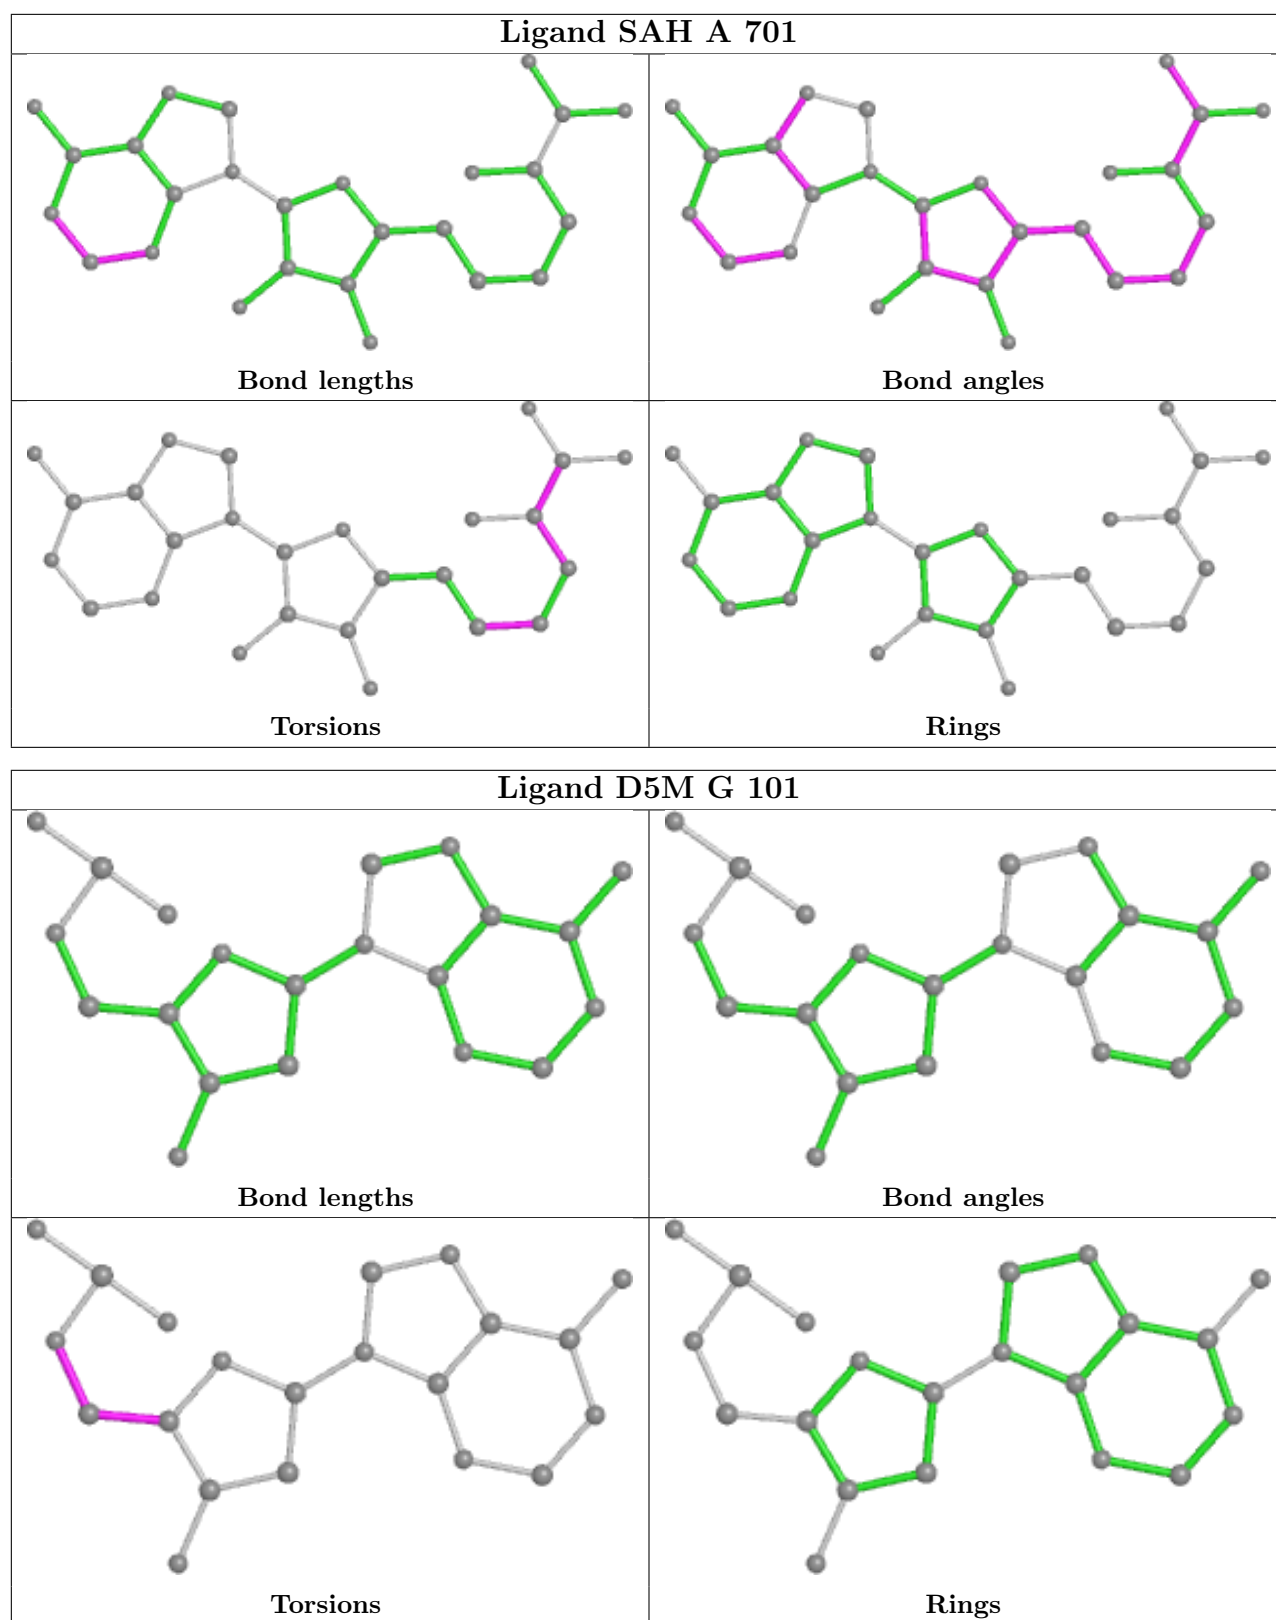 Ligand SAH A 701
Bond lengths
Bond angles
Torsions
Rings
Ligand D5M G 101
Bond lengths
Bond angles
Torsions
Rings